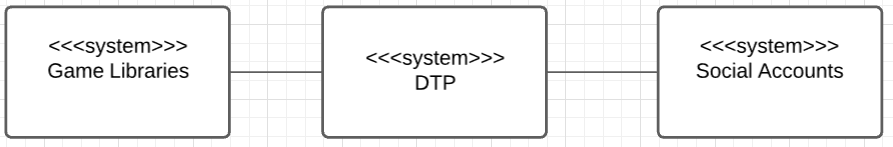 <<<system>>>
Game Libraries
<<<system>>>
DTP
<<<system>>>
Social Accounts